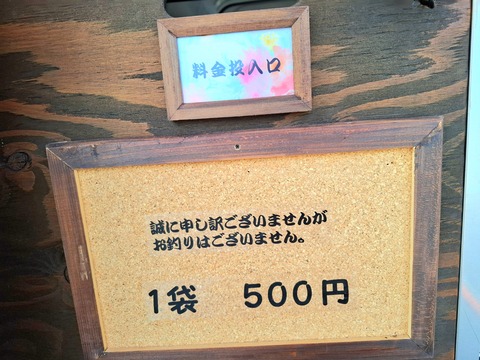 料金投入口
誠に申し訳ございませんが
お釣りはございません。
1袋 500円